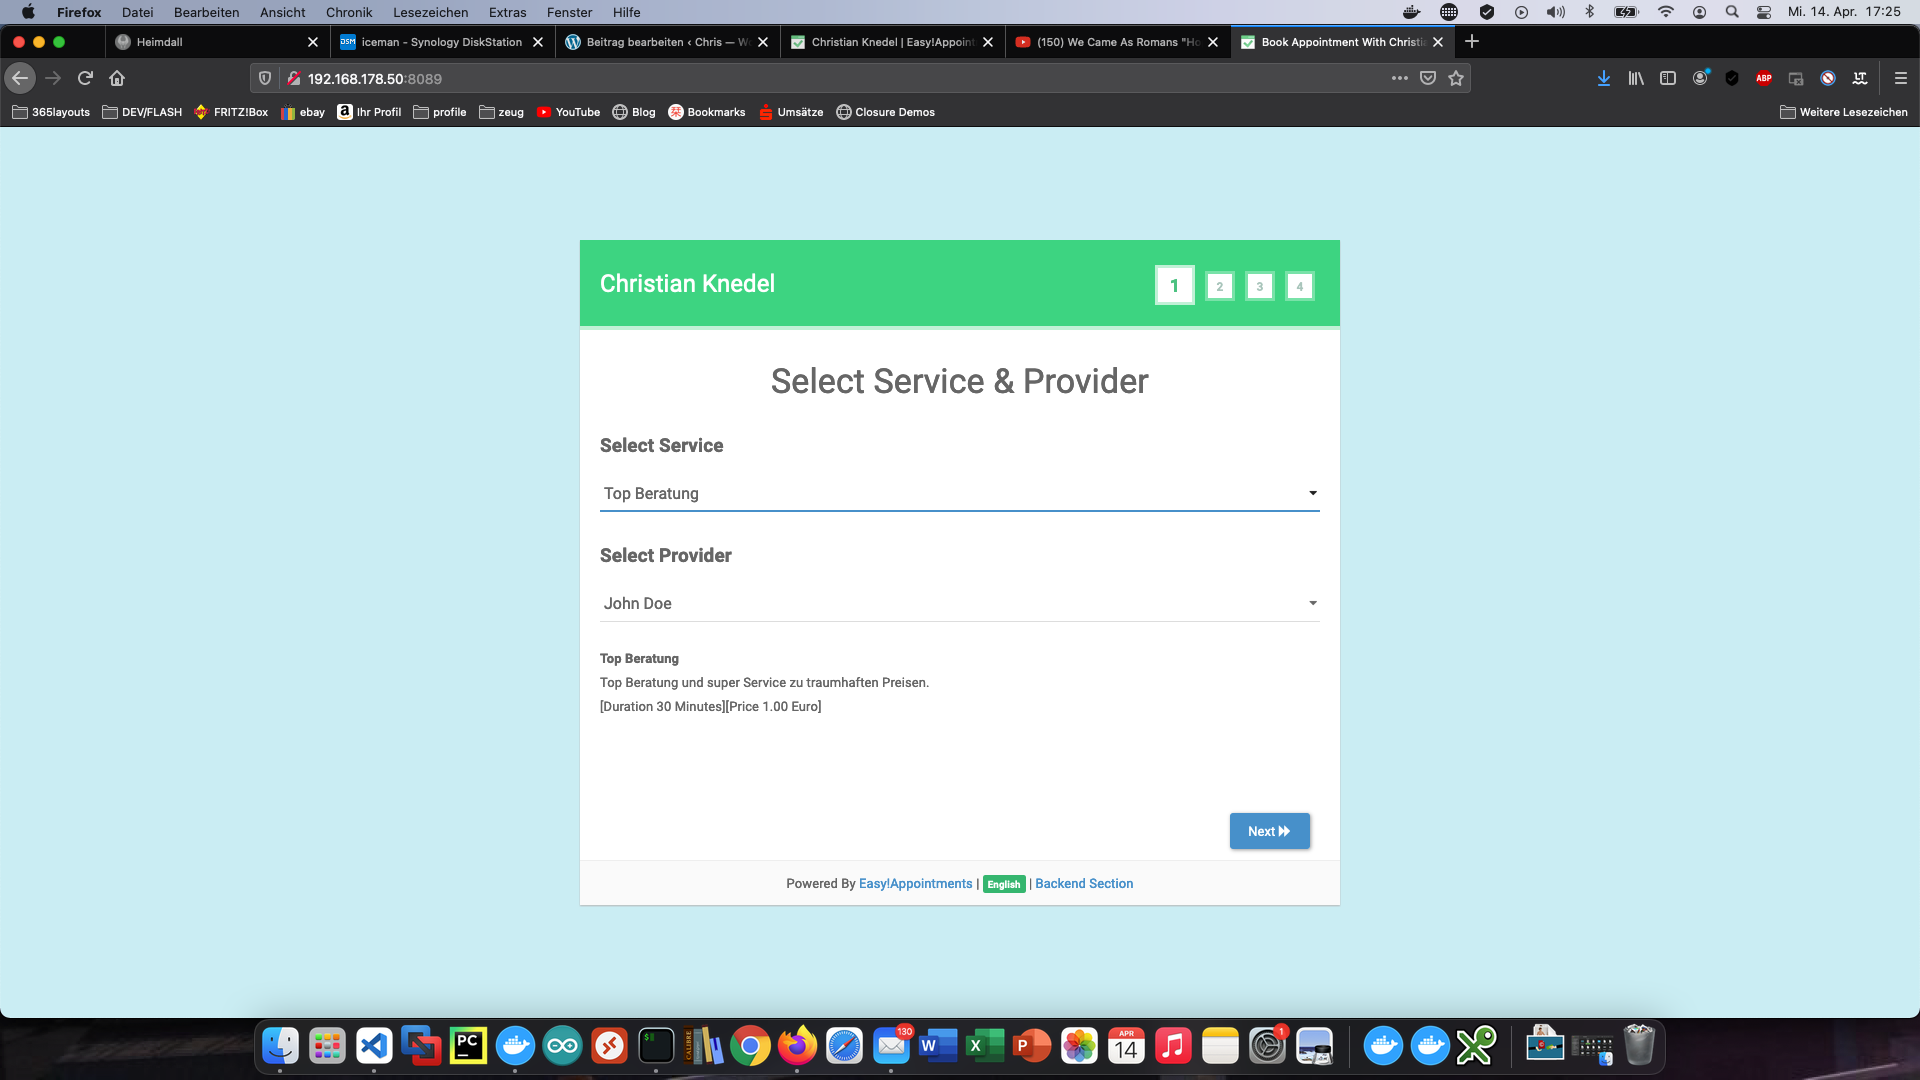 Firefox Datei Bearbeiten Ansicht Chronik Lesezeichen Extras Fenster Hilfe Mi. 14. Apr. 17:25
Heimdall iceman - Synology DiskStation Beitrag bearbeiten ‹ Chris — W Christian Knedel | Easy!Appoint (150) We Came As Romans "Ho Book Appointment With Christi
192.168.178.50:8089 ABP
365layouts DEV/FLASH FRITZ!Box ebay Ihr Profil profile zeug YouTube Blog Bookmarks Umsätze Closure Demos Weitere Lesezeichen
Christian Knedel 1 2 3 4
Select Service & Provider
Select Service
Top Beratung
Select Provider
John Doe
Top Beratung
Top Beratung und super Service zu traumhaften Preisen.
[Duration 30 Minutes][Price 1.00 Euro]
Next
Powered By Easy!Appointments | English | Backend Section
PC CALIBRE 130 W X P APR 14 1